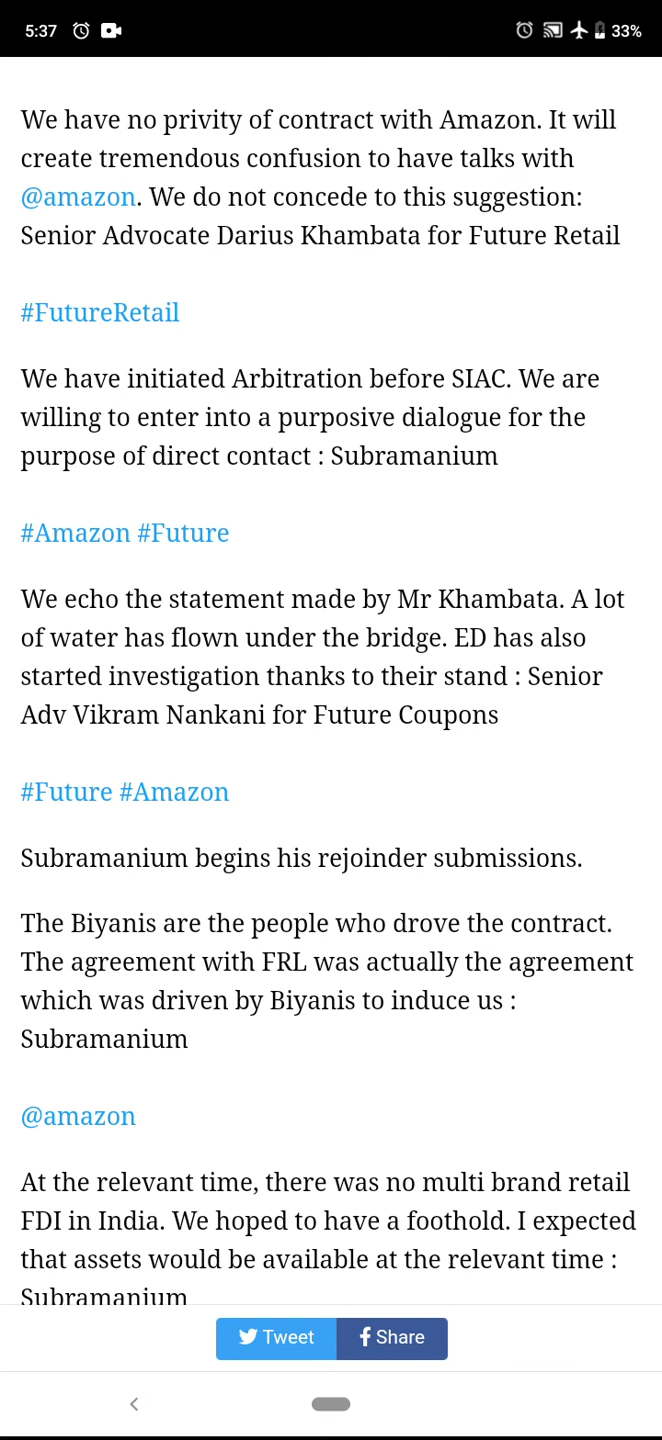 5:37
33%
We have no privity of contract with Amazon. It will
create tremendous confusion to have talks with
@amazon. We do not concede to this suggestion:
Senior Advocate Darius Khambata for Future Retail
#FutureRetail
We have initiated Arbitration before SIAC. We are
willing to enter into a purposive dialogue for the
purpose of direct contact : Subramanium
#Amazon #Future
We echo the statement made by Mr Khambata. A lot
of water has flown under the bridge. ED has also
started investigation thanks to their stand : Senior
Adv Vikram Nankani for Future Coupons
#Future #Amazon
Subramanium begins his rejoinder submissions.
The Biyanis are the people who drove the contract.
The agreement with FRL was actually the agreement
which was driven by Biyanis to induce us :
Subramanium
@amazon
At the relevant time, there was no multi brand retail
FDI in India. We hoped to have a foothold. I expected
that assets would be available at the relevant time :
Subramanium
Tweet
Share